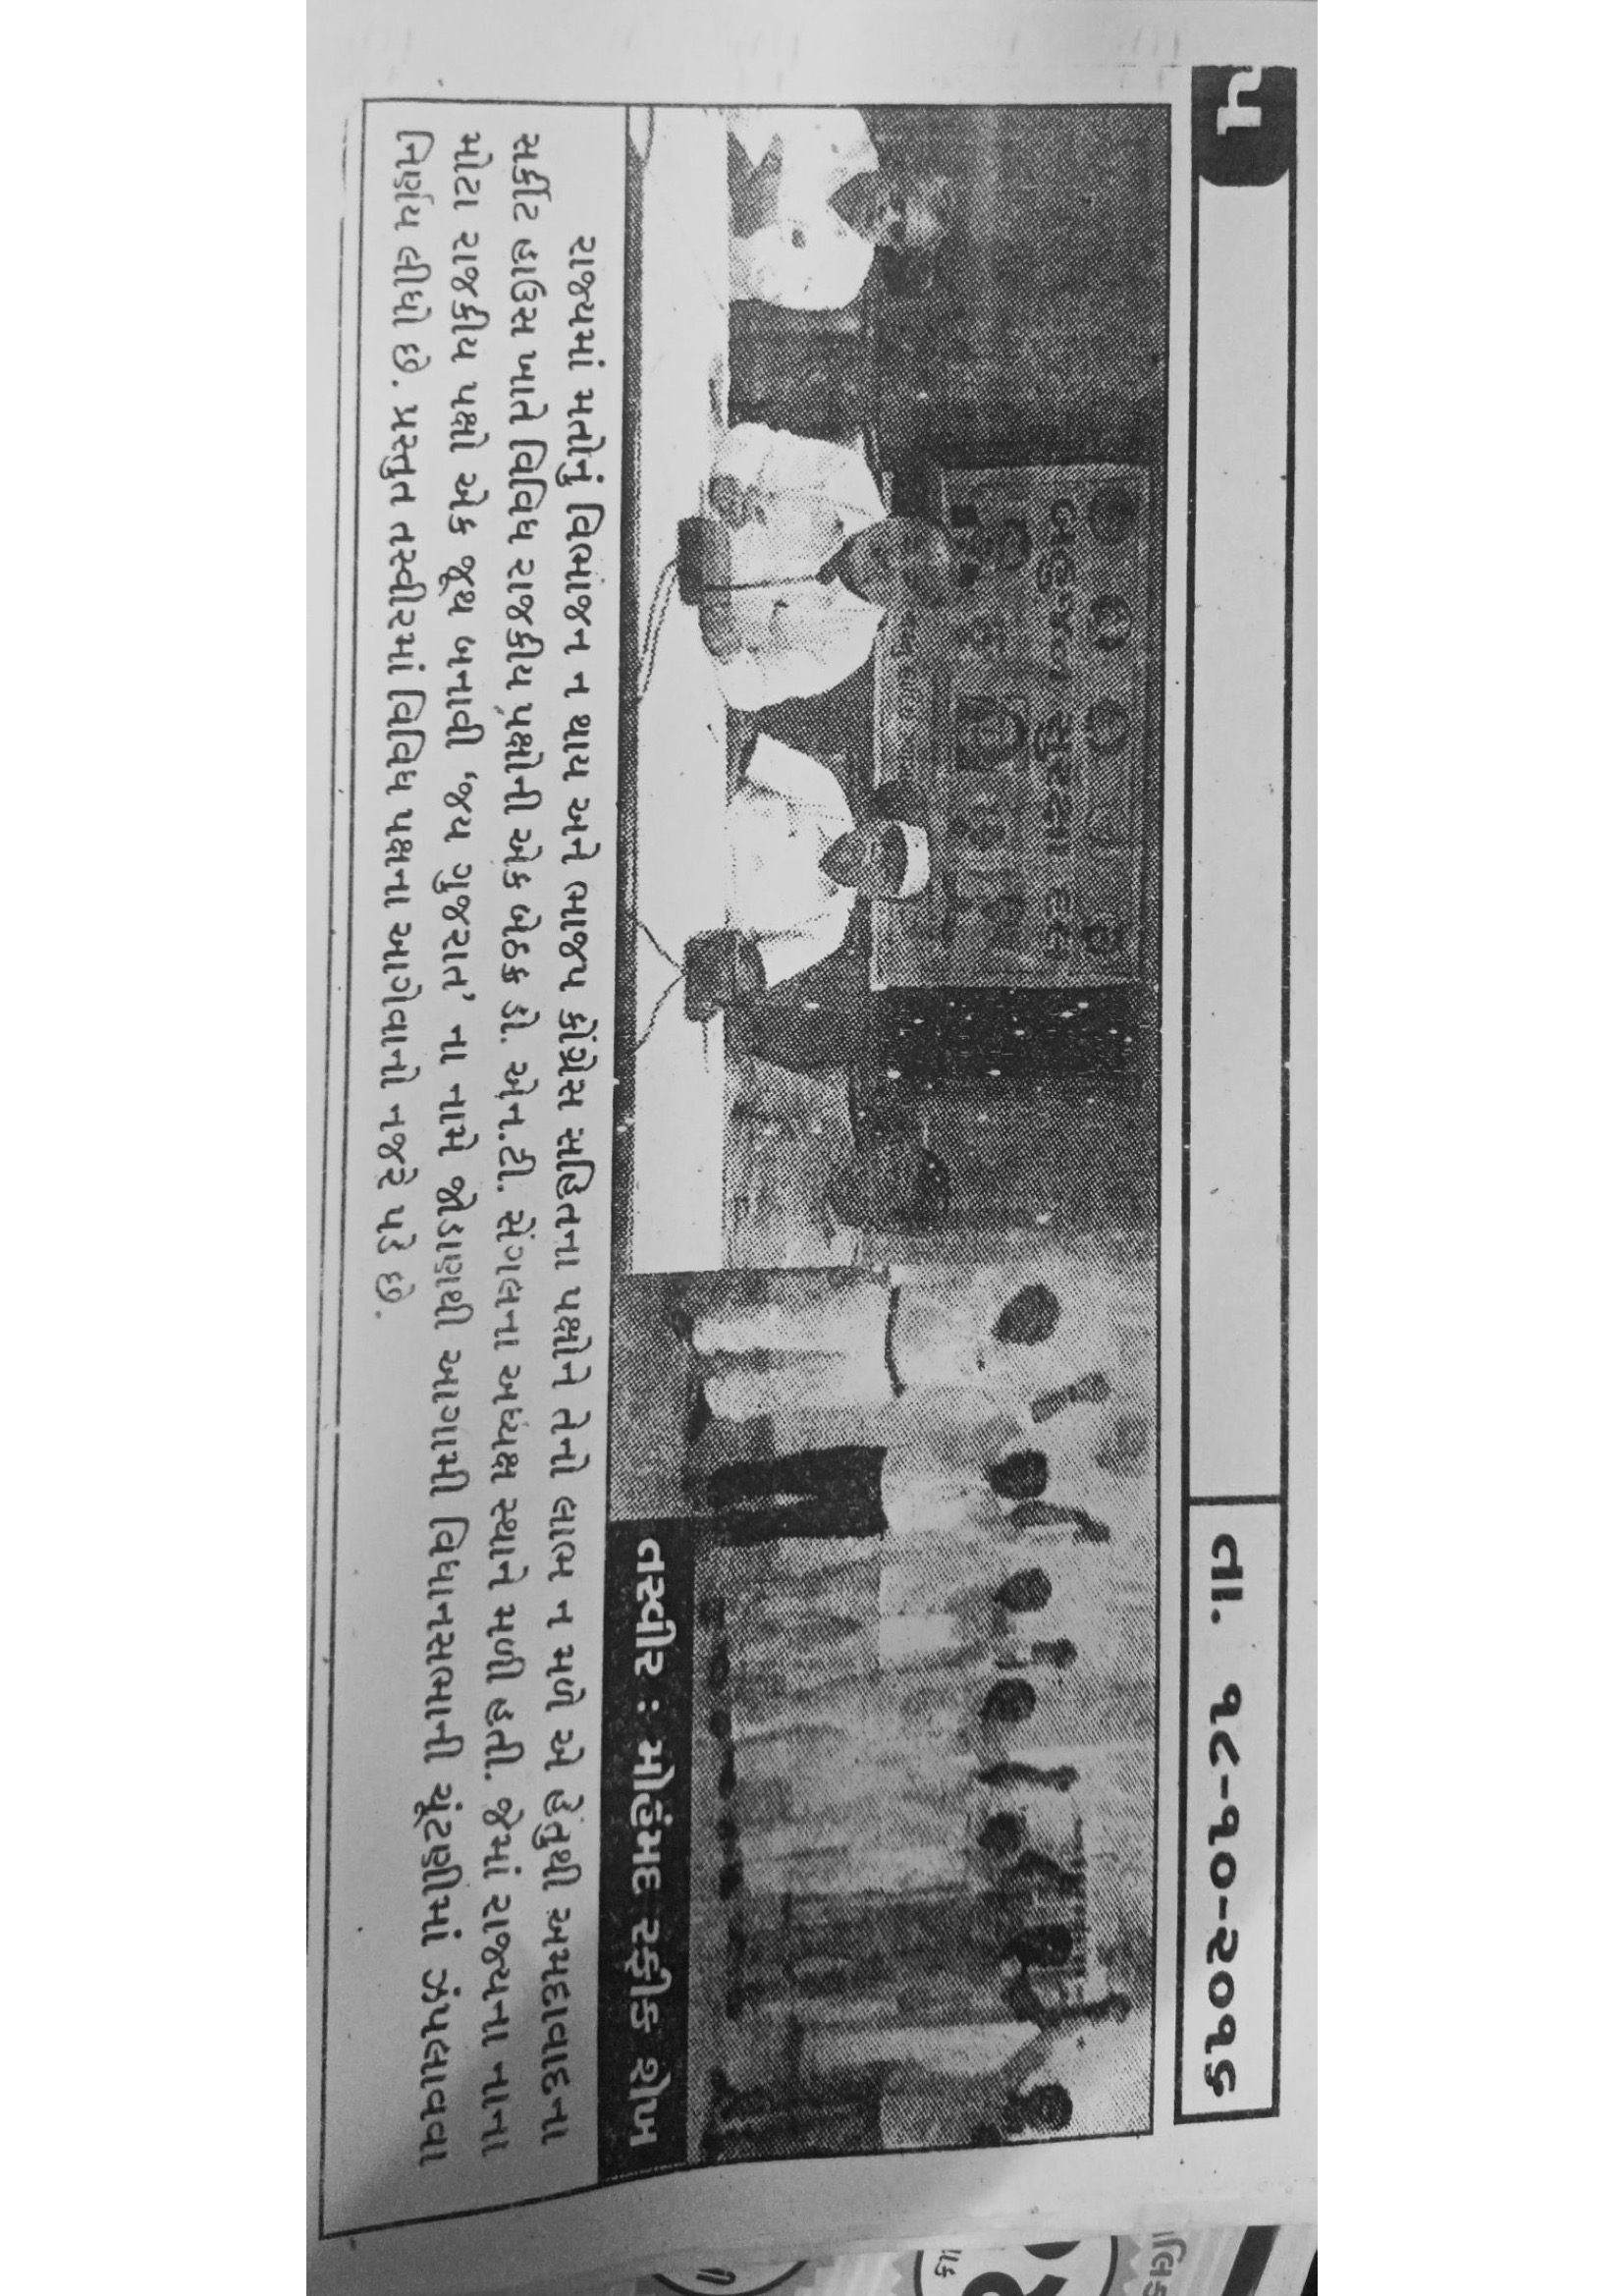 ૫
તા. ૧૮-૧૦-૨૦૧૬
બહુજન સુરક્ષા દલ
તસ્વીર : મોહંમદ રફીક શેખ
રાજ્યમાં મતોનું વિભાજન ન થાય અને ભાજપ કોંગ્રેસ સહિતના પક્ષોને તેનો લાભ ન મળે એ હેતુથી અમદાવાદના
સર્કીટ હાઉસ ખાતે વિવિધ રાજકીય પક્ષોની એક બેઠક ડો. એન.ટી. સેંગલના અધ્યક્ષ સ્થાને મળી હતી. જેમાં રાજ્યના નાના
મોટા રાજકીય પક્ષો એક જૂથ બનાવી ‘જય ગુજરાત’ ના નામે જોડાણથી આગામી વિધાનસભાની ચૂંટણીમાં ઝંપલાવવા
નિર્ણય લીધો છે. પ્રસ્તુત તસ્વીરમાં વિવિધ પક્ષના આગેવાનો નજરે પડે છે.